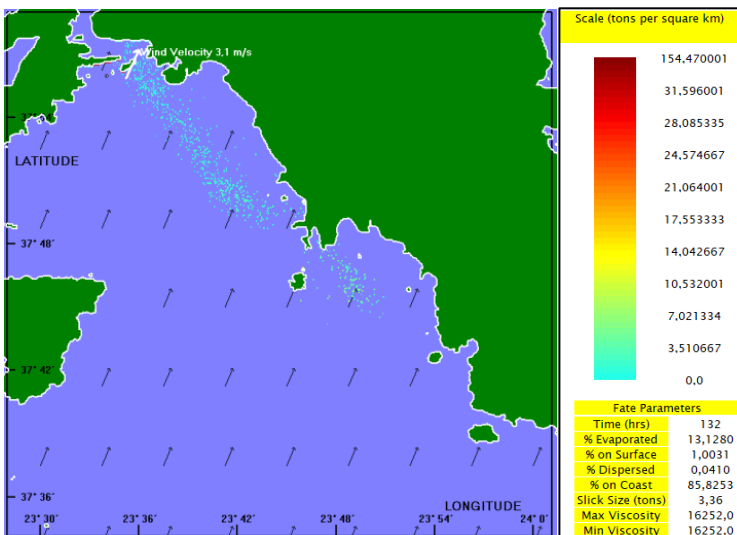 Scale (tons per square km)
Wind Velocity 3,1 m/s
154,470001
31.596001
28,085335
24,574667
LATITUDE
21,064001
17,553333
37° 48'
14,042667
10,532001
7,021334
3,510667
37° 42'
0,0
Fate Parameters
Time (hrs) 132
% Evaporated 13,1280
% on Surface 1,0031
% Dispersed 0,0410
% on Coast 85,8253
37° 36'
LONGITUDE
Slick Size (tons) 3,36
Max Viscosity 16252,0
23° 30' 23° 36' 23° 42' 23° 48' 23° 54' 24° 0'
Min Viscosity 16252,0